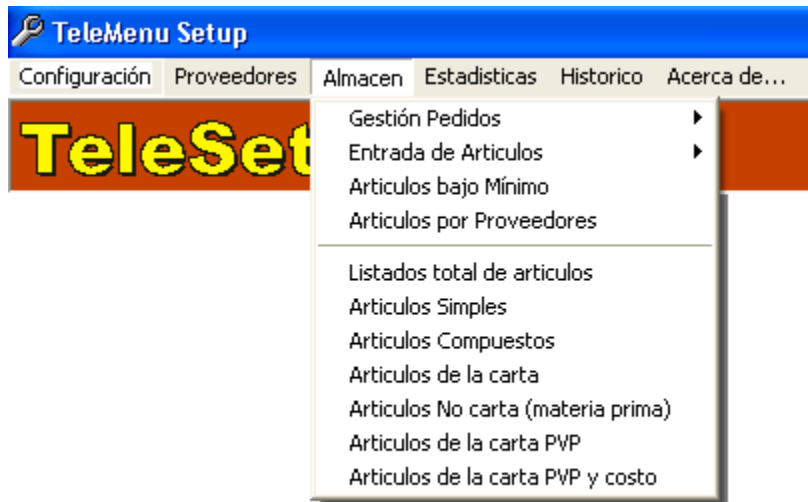 TeleMenu Setup
Configuración Proveedores Almacen Estadisticas Historico Acerca de...
TeleSet
Gestión Pedidos
Entrada de Articulos
Articulos bajo Mínimo
Articulos por Proveedores
Listados total de articulos
Articulos Simples
Articulos Compuestos
Articulos de la carta
Articulos No carta (materia prima)
Articulos de la carta PVP
Articulos de la carta PVP y costo